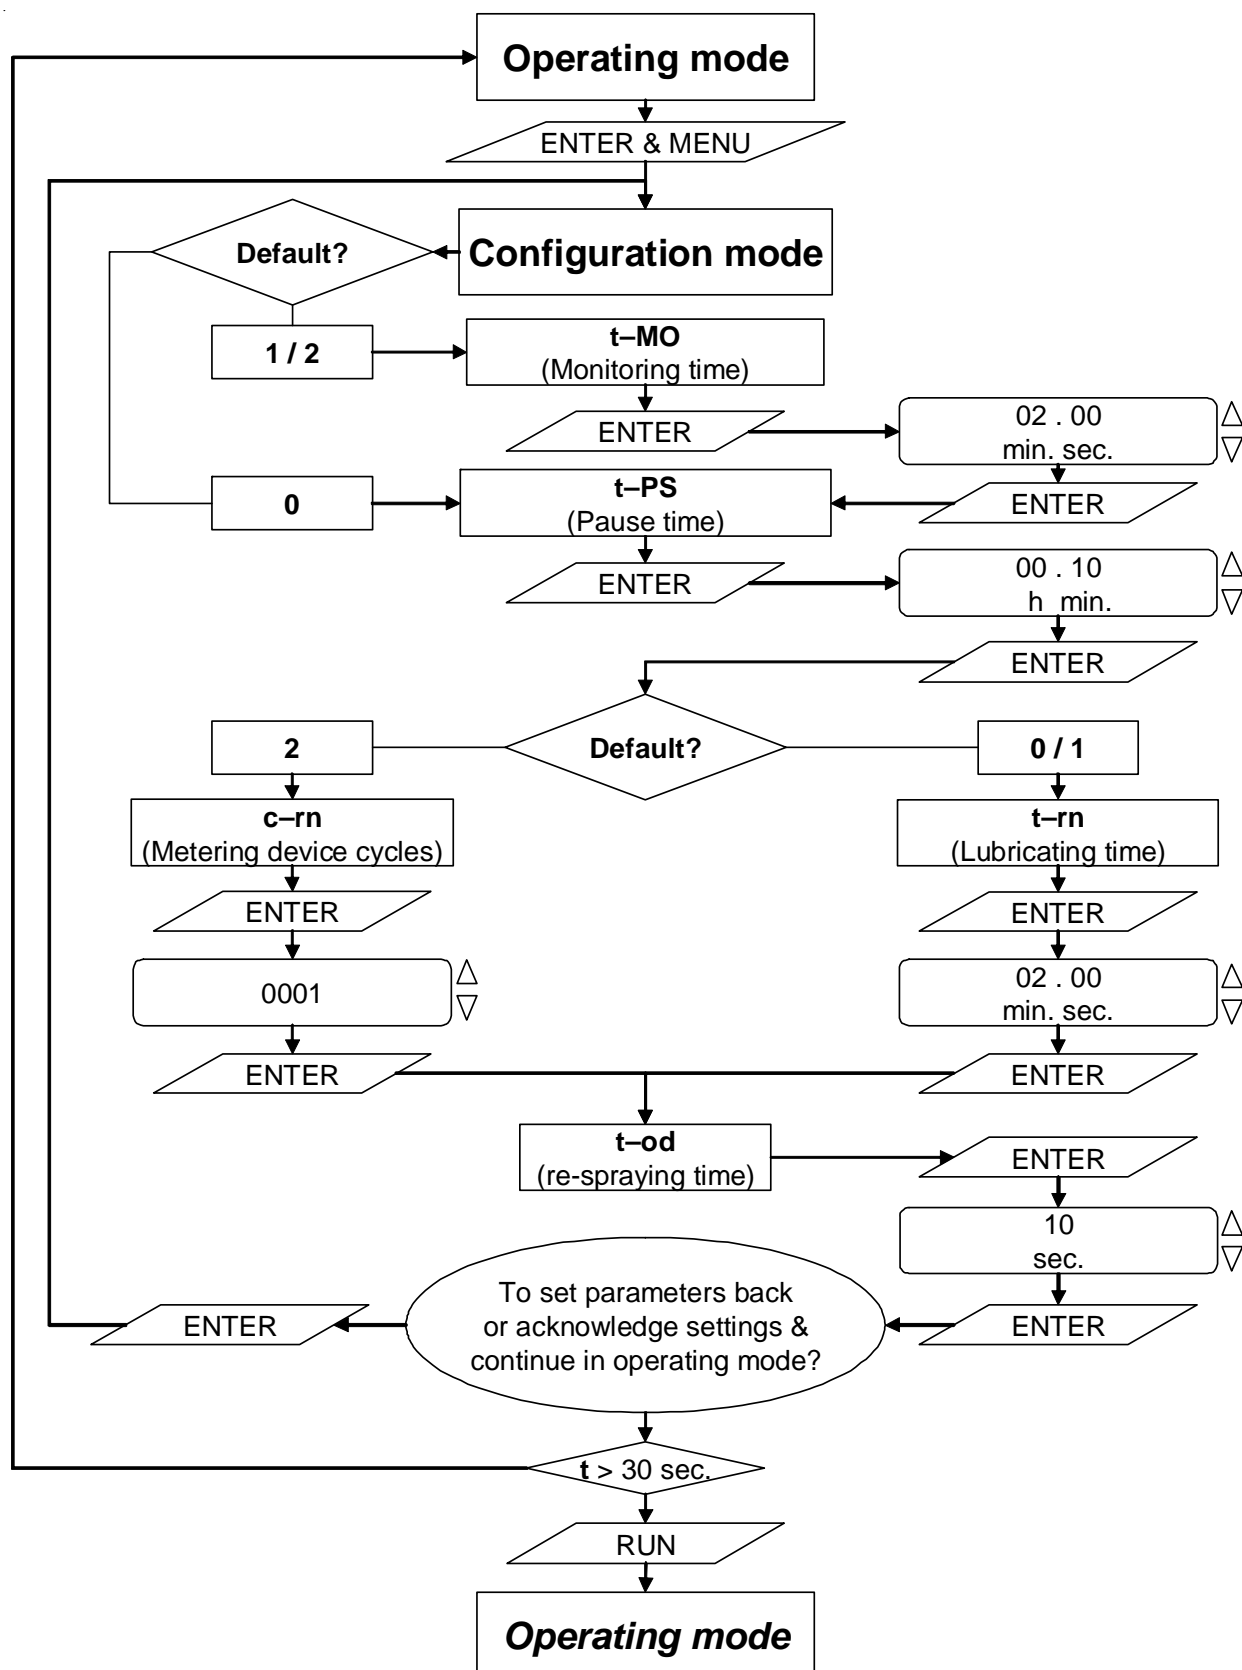 Operating mode
ENTER & MENU
Default?
Configuration mode
1 / 2
t–MO
(Monitoring time)
ENTER
02 . 00
min. sec.
0
t–PS
(Pause time)
ENTER
ENTER
00 . 10
h min.
ENTER
2
Default?
0 / 1
c–rn
(Metering device cycles)
t–rn
(Lubricating time)
ENTER
ENTER
0001
02 . 00
min. sec.
ENTER
ENTER
t–od
(re-spraying time)
ENTER
10
sec.
ENTER
To set parameters back
or acknowledge settings &
continue in operating mode?
ENTER
t > 30 sec.
RUN
Operating mode